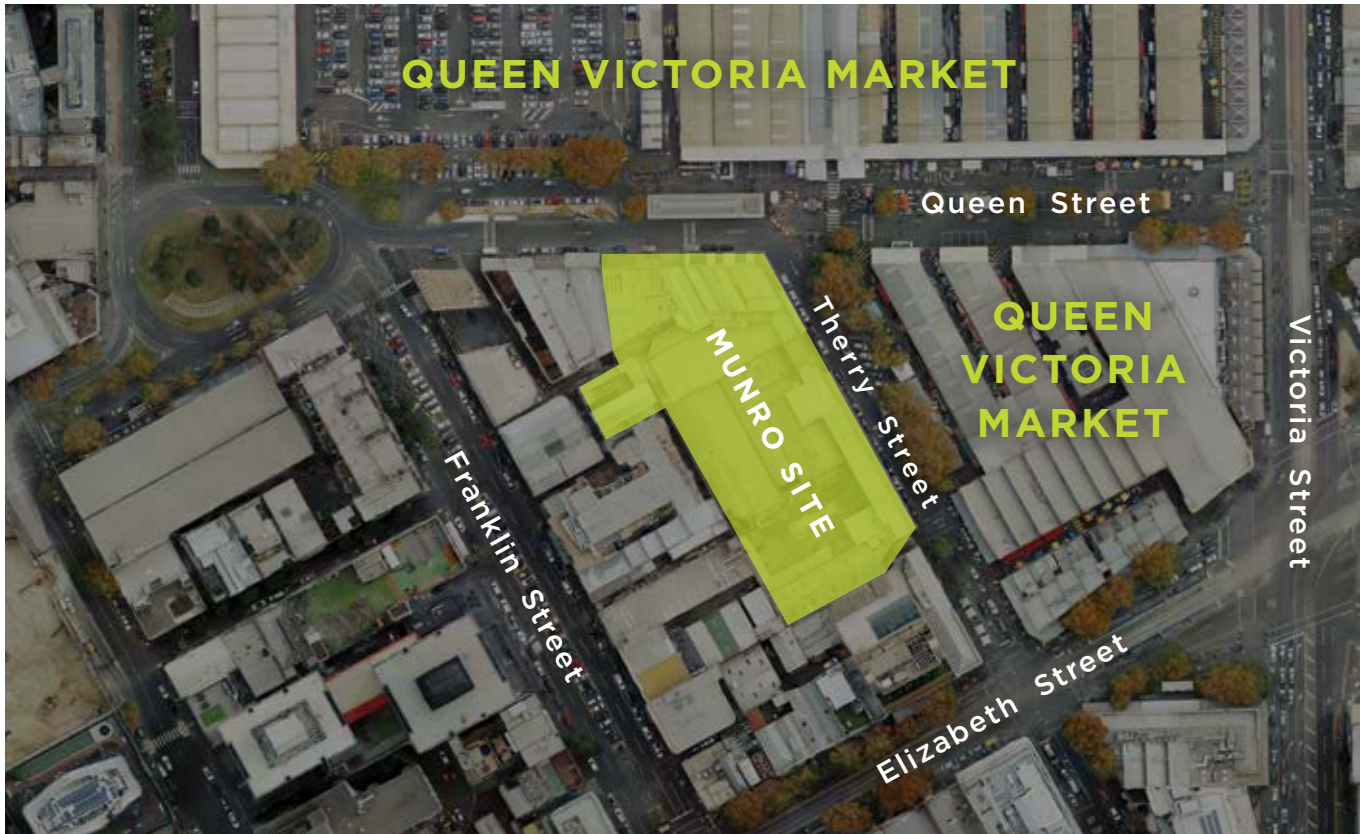 QUEEN VICTORIA MARKET
Queen Street
QUEEN
VICTORIA
MARKET
Therry Street
Victoria Street
MUNRO SITE
Franklin Street
Elizabeth Street